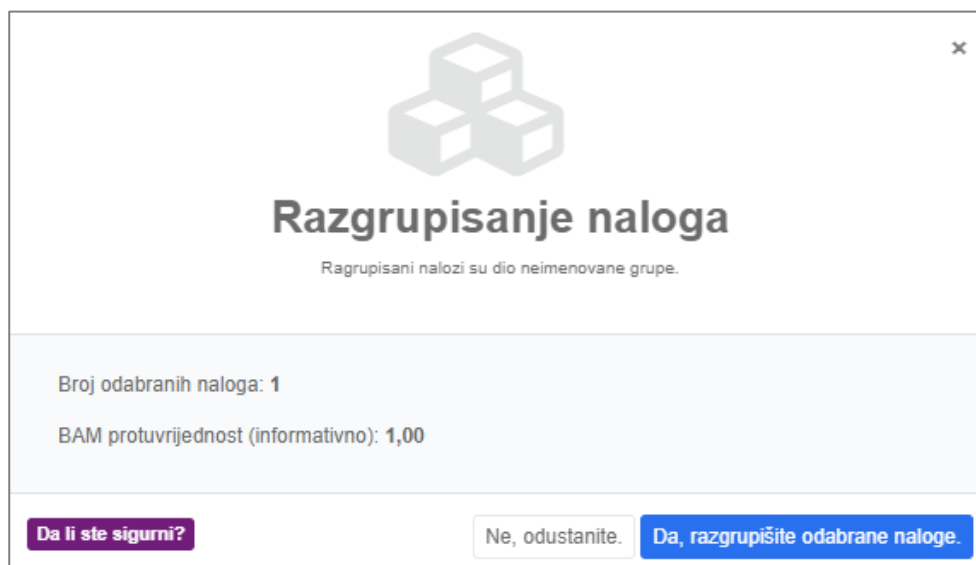 ×
Razgrupisanje naloga
Ragrupisani nalozi su dio neimenovane grupe.
Broj odabranih naloga: 1
BAM protuvrijednost (informativno): 1,00
Da li ste sigurni?
Ne, odustanite.
Da, razgrupišite odabrane naloge.